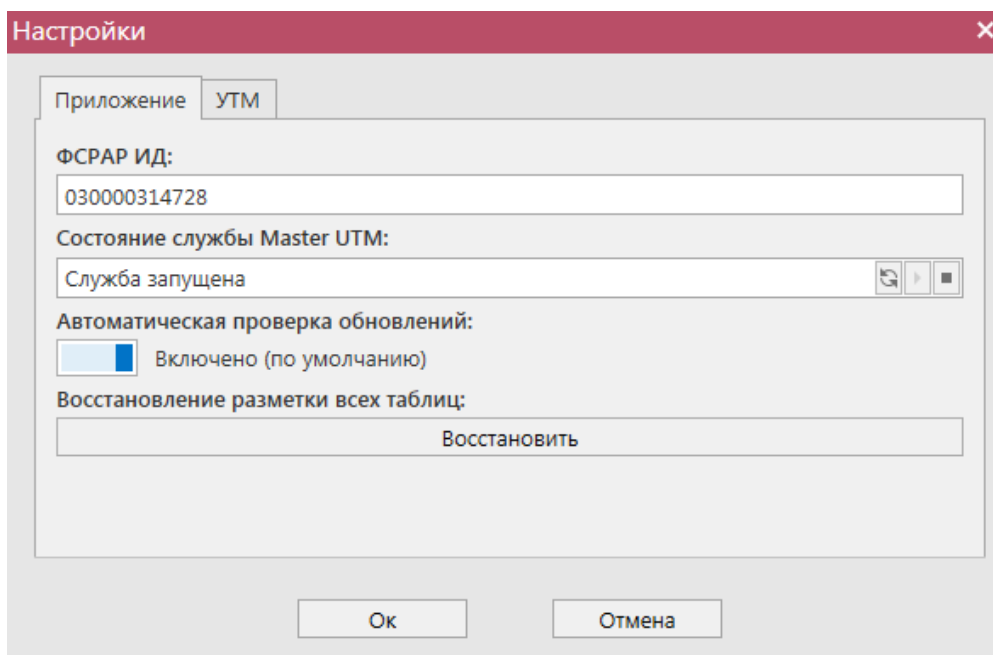 Настройки
Приложение УТМ
ФСРАР ИД:
030000314728
Состояние службы Master UTM:
Служба запущена
Автоматическая проверка обновлений:
Включено (по умолчанию)
Восстановление разметки всех таблиц:
Восстановить
Ок Отмена